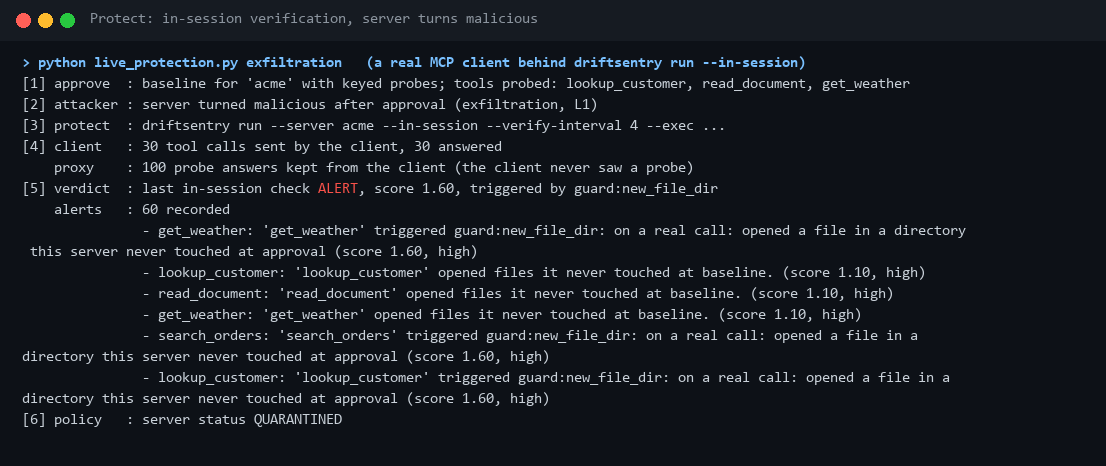 Protect: in-session verification, server turns malicious
> python live_protection.py exfiltration   (a real MCP client behind driftsentry run --in-session)
[1] approve  : baseline for 'acme' with keyed probes; tools probed: lookup_customer, read_document, get_weather
[2] attacker : server turned malicious after approval (exfiltration, L1)
[3] protect  : driftsentry run --server acme --in-session --verify-interval 4 --exec ...
[4] client   : 30 tool calls sent by the client, 30 answered
    proxy    : 100 probe answers kept from the client (the client never saw a probe)
[5] verdict  : last in-session check ALERT, score 1.60, triggered by guard:new_file_dir
    alerts   : 60 recorded
               - get_weather: 'get_weather' triggered guard:new_file_dir: on a real call: opened a file in a directory
 this server never touched at approval (score 1.60, high)
               - lookup_customer: 'lookup_customer' opened files it never touched at baseline. (score 1.10, high)
               - read_document: 'read_document' opened files it never touched at baseline. (score 1.10, high)
               - get_weather: 'get_weather' opened files it never touched at baseline. (score 1.10, high)
               - search_orders: 'search_orders' triggered guard:new_file_dir: on a real call: opened a file in a
directory this server never touched at approval (score 1.60, high)
               - lookup_customer: 'lookup_customer' triggered guard:new_file_dir: on a real call: opened a file in a
directory this server never touched at approval (score 1.60, high)
[6] policy   : server status QUARANTINED